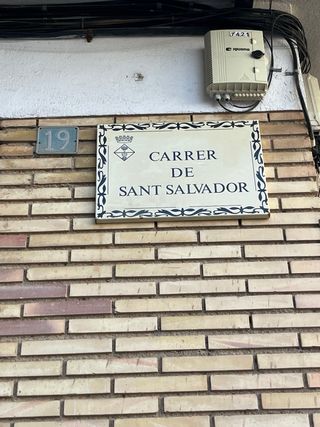 7421
19
CARRER
DE
SANT SALVADOR